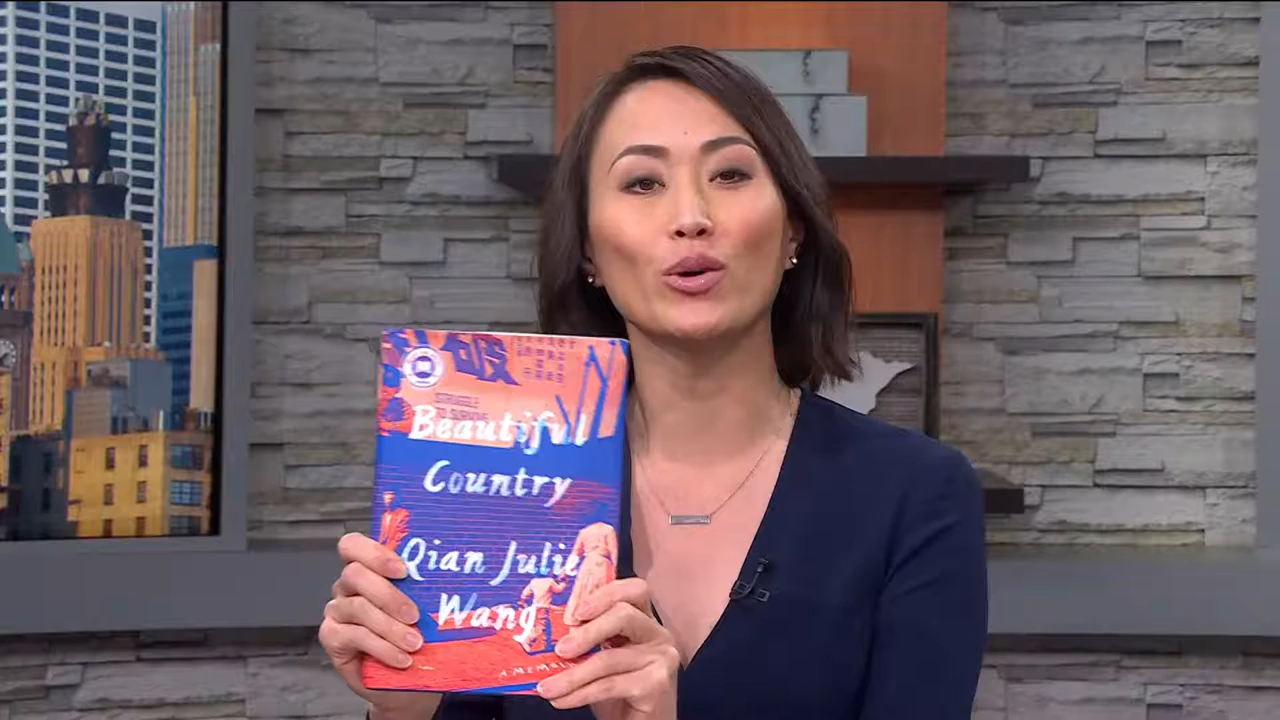 STRUGGLE
TO SURVIVE
Beautiful
Country
Qian Julie
Wang
A MEMOIR